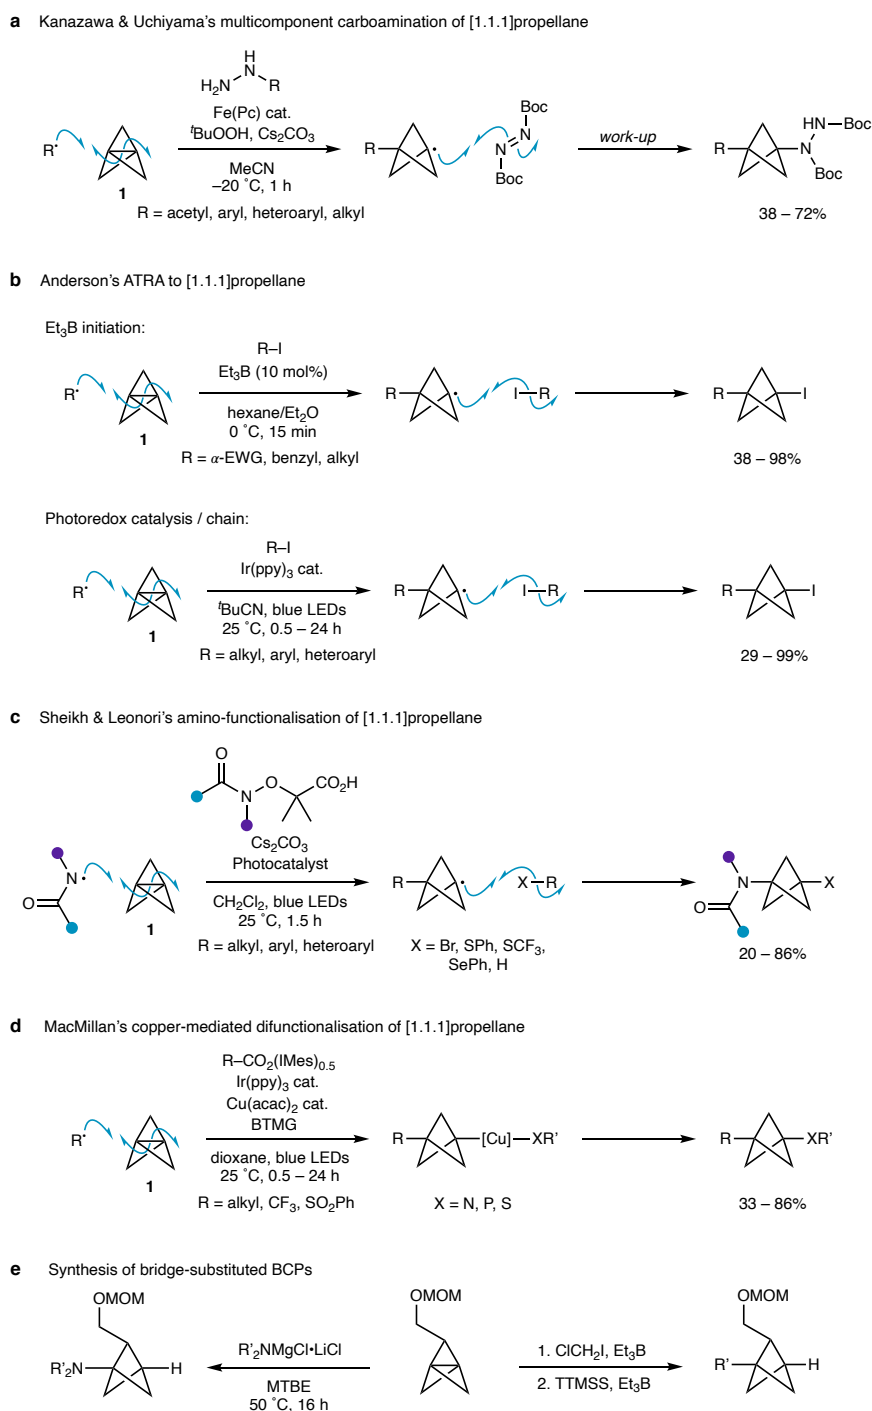 a Kanazawa & Uchiyama's multicomponent carboamination of [1.1.1]propellane
H
N
H₂N
R
Fe(Pc) cat.
ᵗBuOOH, Cs₂CO₃
MeCN
–20 ˚C, 1 h
R = acetyl, aryl, heteroaryl, alkyl
R•
1
R
•
Boc
N
N
Boc
work-up
R
HN
Boc
N
Boc
38 – 72%
b Anderson's ATRA to [1.1.1]propellane
Et₃B initiation:
R–I
Et₃B (10 mol%)
hexane/Et₂O
0 ˚C, 15 min
R = α-EWG, benzyl, alkyl
R•
1
R
•
I–R
R
I
38 – 98%
Photoredox catalysis / chain:
R–I
Ir(ppy)₃ cat.
ᵗBuCN, blue LEDs
25 ˚C, 0.5 – 24 h
R = alkyl, aryl, heteroaryl
R•
1
R
•
I–R
R
I
29 – 99%
c Sheikh & Leonori's amino-functionalisation of [1.1.1]propellane
O
N
O
CO₂H
Cs₂CO₃
Photocatalyst
CH₂Cl₂, blue LEDs
25 ˚C, 1.5 h
R = alkyl, aryl, heteroaryl
N•
O
1
R
•
X–R
X = Br, SPh, SCF₃,
SePh, H
N
X
O
20 – 86%
d MacMillan's copper-mediated difunctionalisation of [1.1.1]propellane
R–CO₂(IMes)₀.₅
Ir(ppy)₃ cat.
Cu(acac)₂ cat.
BTMG
dioxane, blue LEDs
25 ˚C, 0.5 – 24 h
R = alkyl, CF₃, SO₂Ph
R•
1
R
[Cu]
XR'
X = N, P, S
R
XR'
33 – 86%
e Synthesis of bridge-substituted BCPs
OMOM
R'₂N
H
R'₂NMgCl•LiCl
MTBE
50 ˚C, 16 h
OMOM
1. ClCH₂I, Et₃B
2. TTMSS, Et₃B
OMOM
R'
H